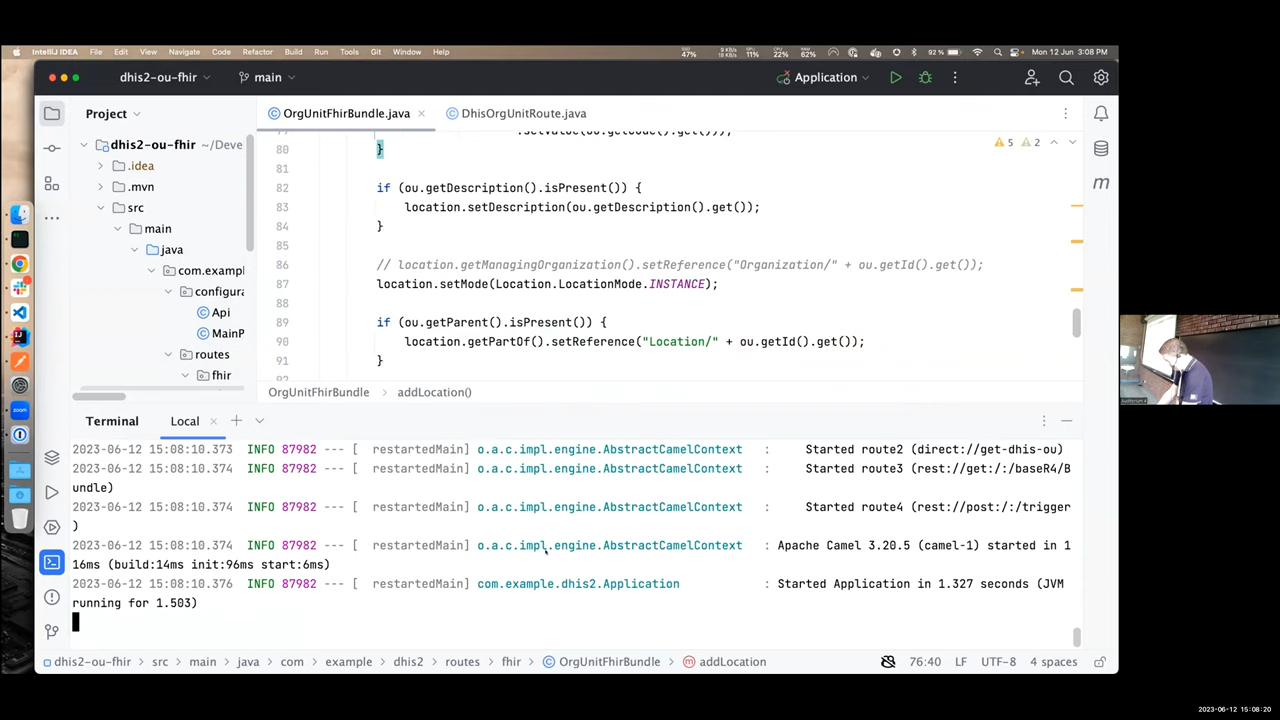 IntelliJ IDEA File Edit View Navigate Code Refactor Build Run Tools Git Window Help 92 % Mon 12 Jun 3:08 PM
dhis2-ou-fhir main Application
Project OrgUnitFhirBundle.java DhisOrgUnitRoute.java
dhis2-ou-fhir ~/Deve
.idea
.mvn
src
main
java
com.exampl
configura
Api
MainP
routes
fhir
5 2
80 }
81
82 if (ou.getDescription().isPresent()) {
83 location.setDescription(ou.getDescription().get());
84 }
85
86 // location.getManagingOrganization().setReference("Organization/" + ou.getId().get());
87 location.setMode(Location.LocationMode.INSTANCE);
88
89 if (ou.getParent().isPresent()) {
90 location.getPartOf().setReference("Location/" + ou.getId().get());
91 }
OrgUnitFhirBundle > addLocation()
Terminal Local
2023-06-12 15:08:10.373 INFO 87982 --- [ restartedMain] o.a.c.impl.engine.AbstractCamelContext : Started route2 (direct://get-dhis-ou)
2023-06-12 15:08:10.374 INFO 87982 --- [ restartedMain] o.a.c.impl.engine.AbstractCamelContext : Started route3 (rest://get:/:/baseR4/B
undle)
2023-06-12 15:08:10.374 INFO 87982 --- [ restartedMain] o.a.c.impl.engine.AbstractCamelContext : Started route4 (rest://post:/:/trigger
)
2023-06-12 15:08:10.374 INFO 87982 --- [ restartedMain] o.a.c.impl.engine.AbstractCamelContext : Apache Camel 3.20.5 (camel-1) started in 1
16ms (build:14ms init:96ms start:6ms)
2023-06-12 15:08:10.376 INFO 87982 --- [ restartedMain] com.example.dhis2.Application : Started Application in 1.327 seconds (JVM
running for 1.503)
dhis2-ou-fhir > src > main > java > com > example > dhis2 > routes > fhir > OrgUnitFhirBundle > addLocation 76:40 LF UTF-8 4 spaces
2023-06-12 15:08:20